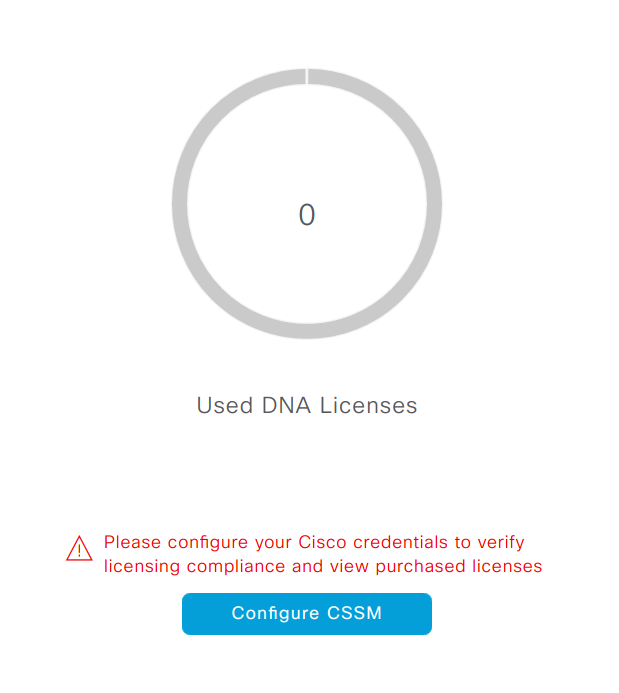 0
Used DNA Licenses
Please configure your Cisco credentials to verify
licensing compliance and view purchased licenses
Configure CSSM